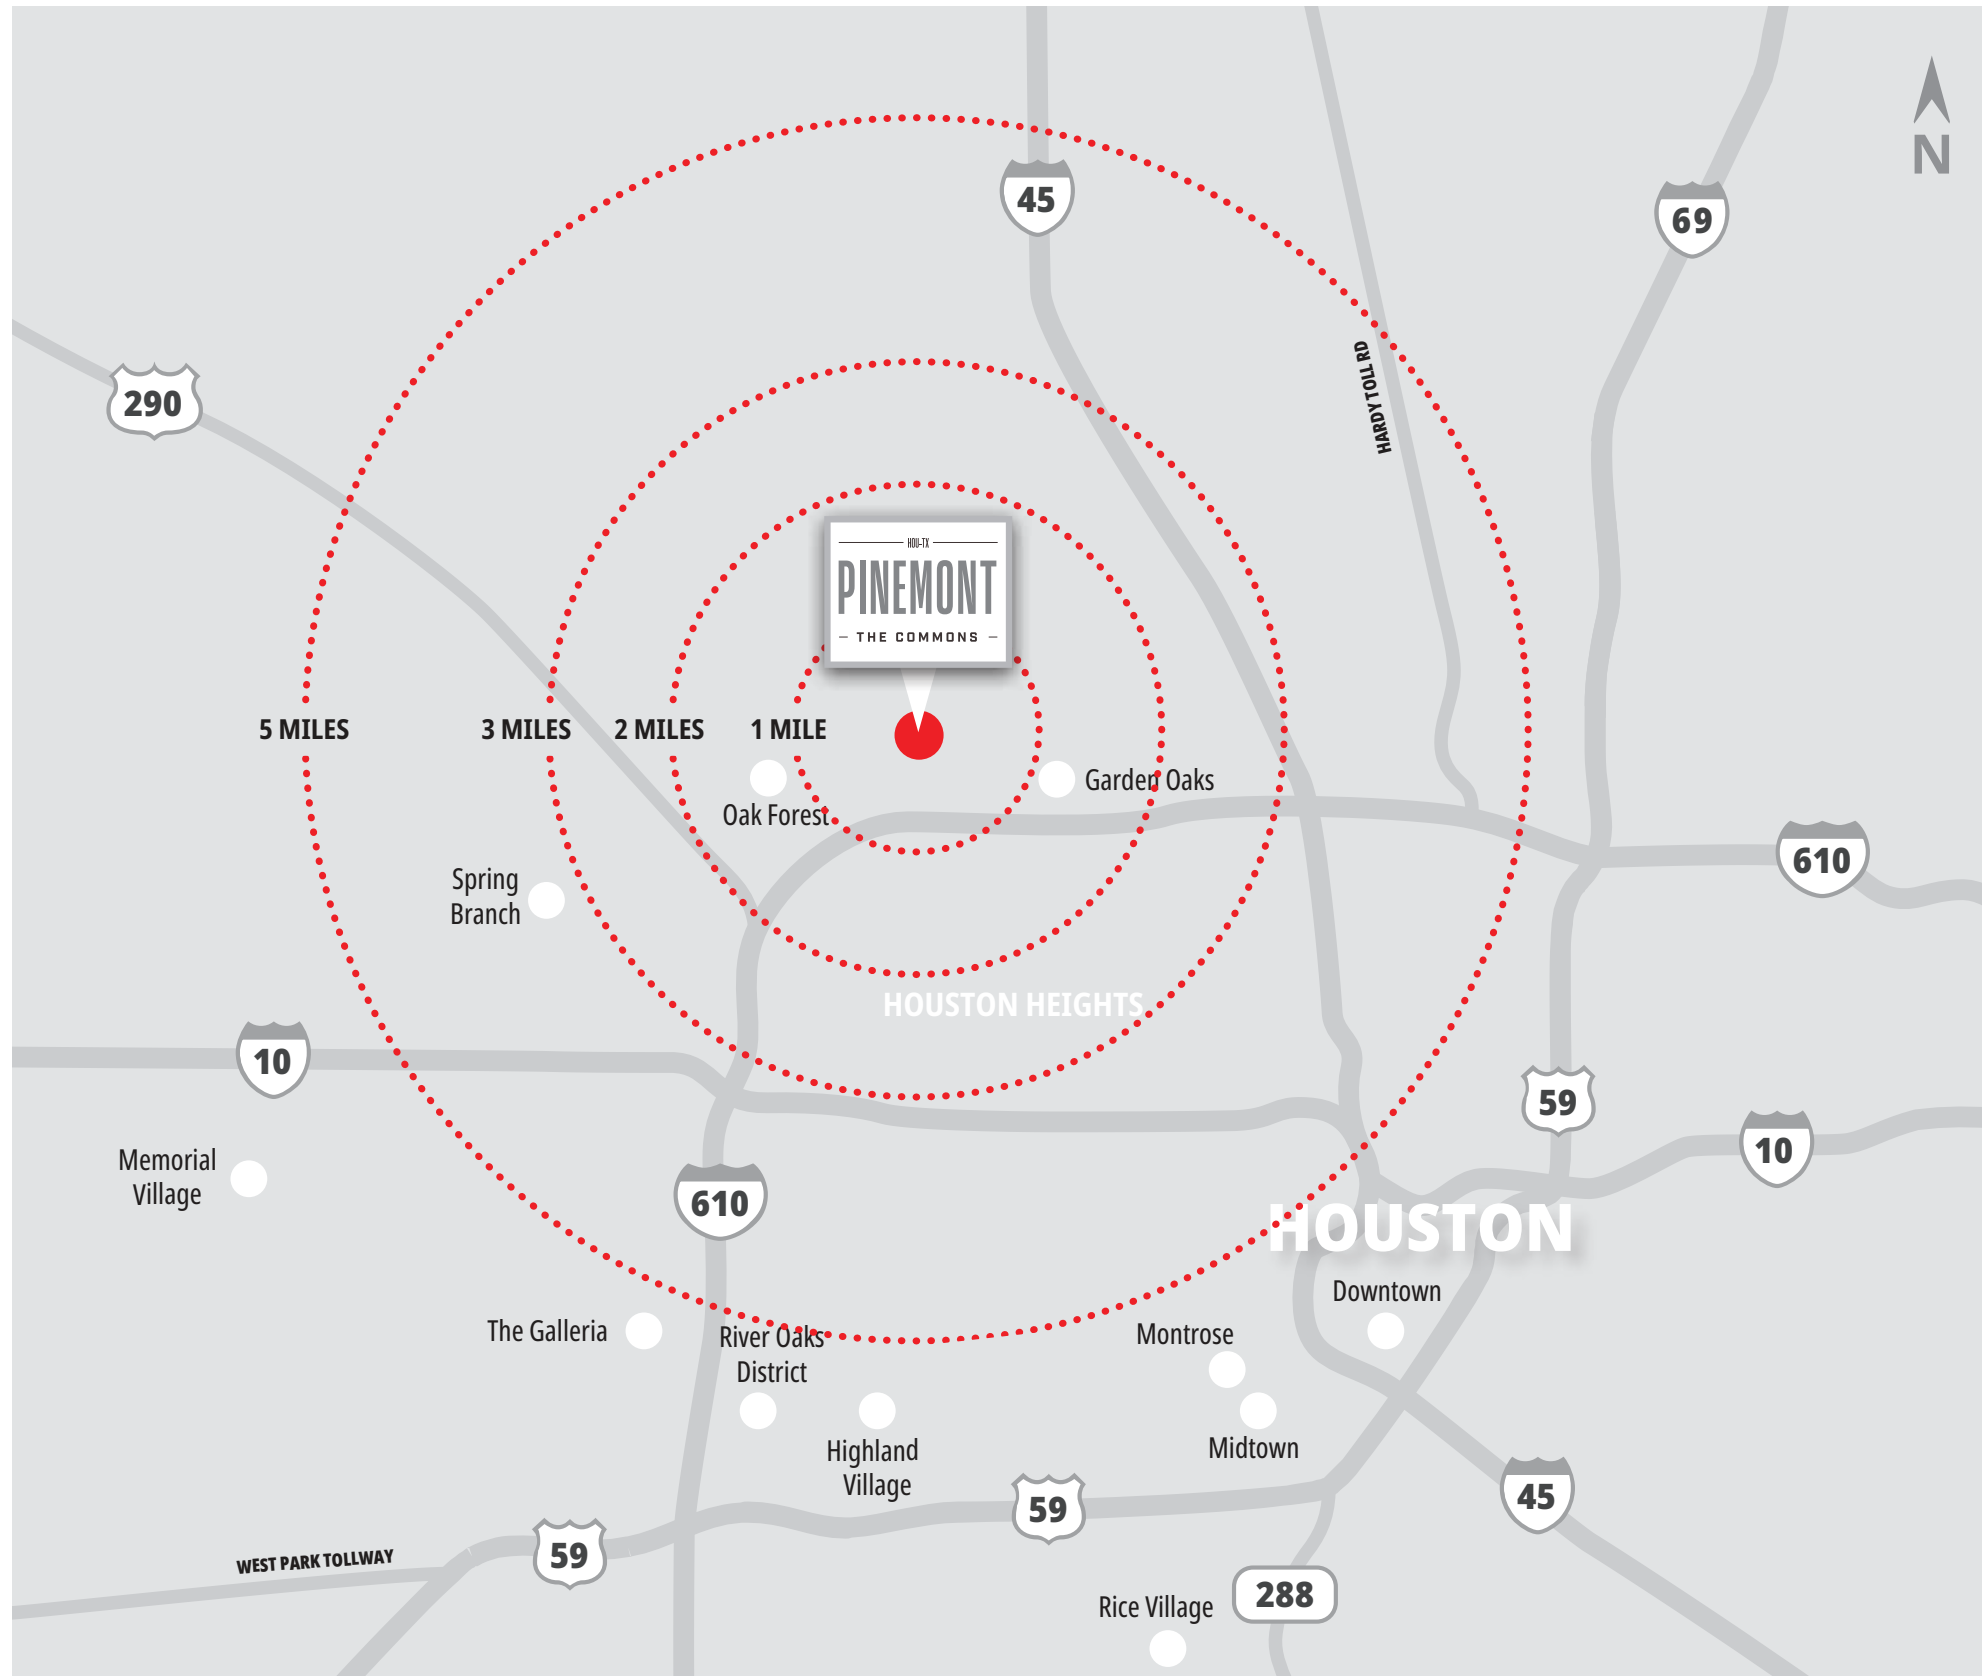 N
45
69
HARDY TOLL RD
290
HOU-TX
PINEMONT
THE COMMONS
5 MILES
3 MILES
2 MILES
1 MILE
Garden Oaks
Oak Forest
610
Spring
Branch
HOUSTON HEIGHTS
10
59
10
Memorial
Village
610
HOUSTON
Downtown
The Galleria
River Oaks
District
Montrose
Midtown
Highland
Village
59
45
59
WEST PARK TOLLWAY
288
Rice Village